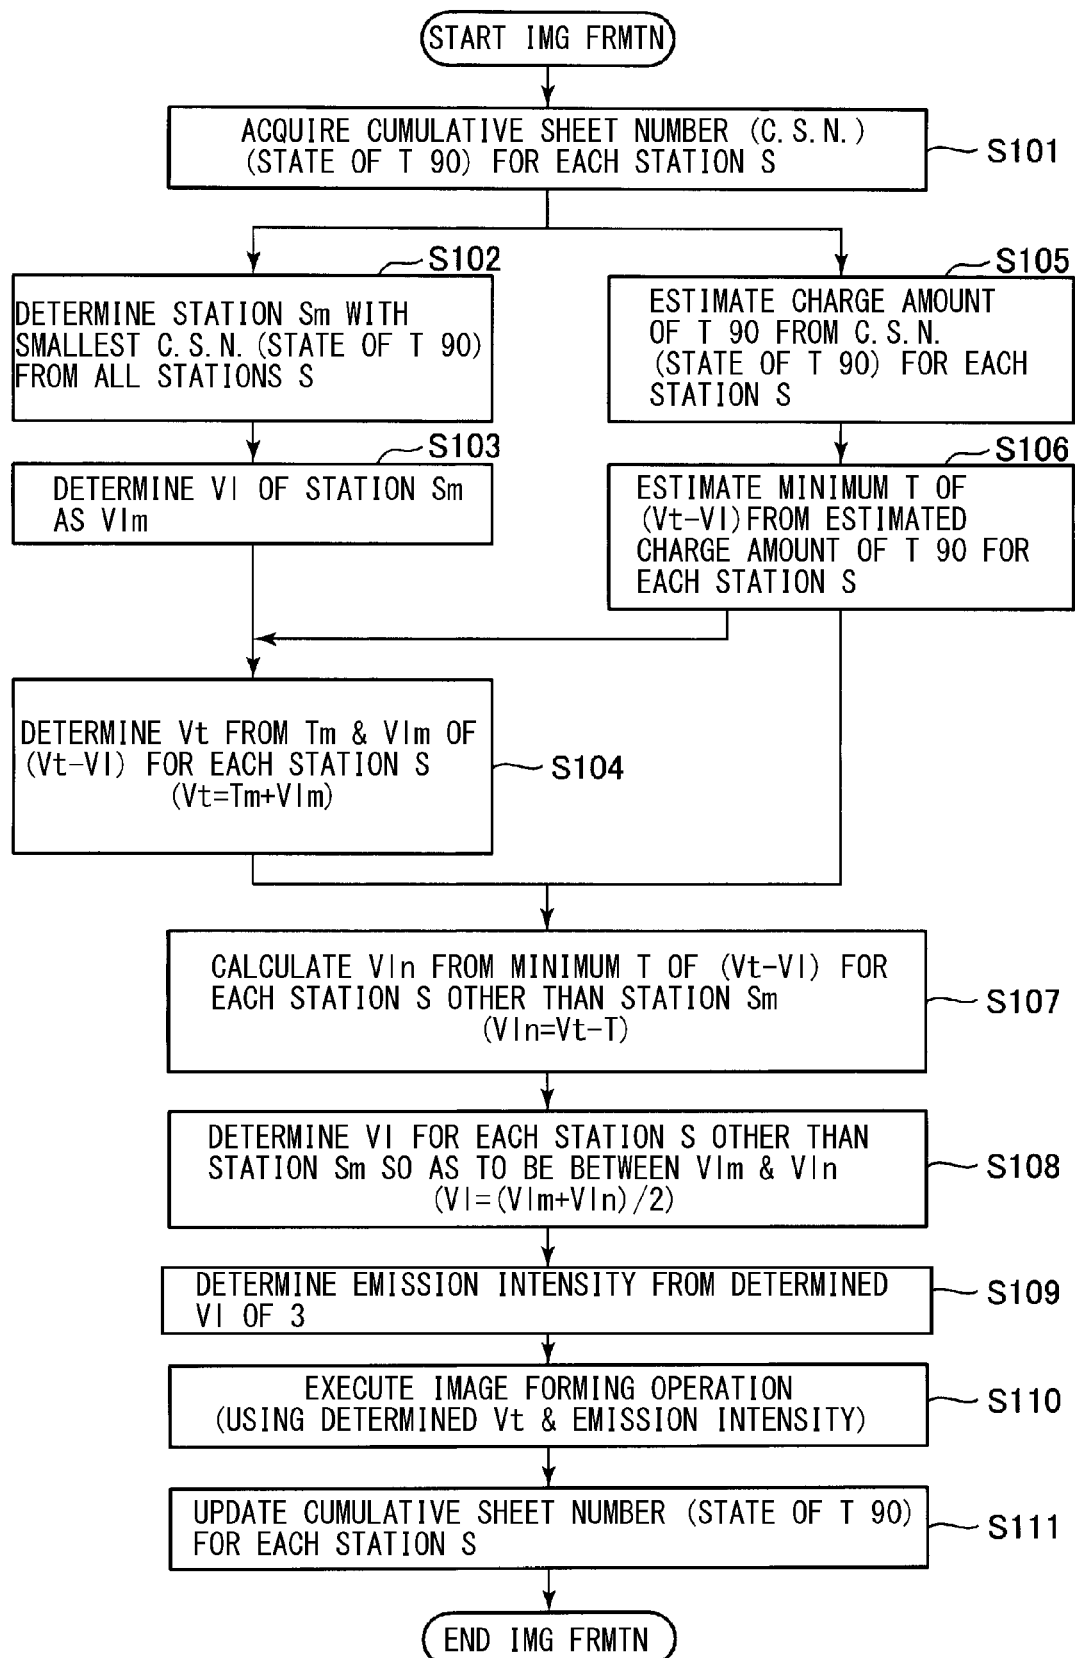 START IMG FRMTN
ACQUIRE CUMULATIVE SHEET NUMBER (C.S.N.)
(STATE OF T 90) FOR EACH STATION S
S101
S102
DETERMINE STATION Sm WITH
SMALLEST C.S.N.(STATE OF T 90)
FROM ALL STATIONS S
S105
ESTIMATE CHARGE AMOUNT
OF T 90 FROM C.S.N.
(STATE OF T 90) FOR EACH
STATION S
S103
DETERMINE Vl OF STATION Sm
AS Vlm
S106
ESTIMATE MINIMUM T OF
(Vt-Vl)FROM ESTIMATED
CHARGE AMOUNT OF T 90 FOR
EACH STATION S
DETERMINE Vt FROM Tm & Vlm OF
(Vt-Vl) FOR EACH STATION S
(Vt=Tm+Vlm)
S104
CALCULATE Vln FROM MINIMUM T OF (Vt-Vl) FOR
EACH STATION S OTHER THAN STATION Sm
(Vln=Vt-T)
S107
DETERMINE Vl FOR EACH STATION S OTHER THAN
STATION Sm SO AS TO BE BETWEEN Vlm & Vln
(Vl=(Vlm+Vln)/2)
S108
DETERMINE EMISSION INTENSITY FROM DETERMINED
Vl OF 3
S109
EXECUTE IMAGE FORMING OPERATION
(USING DETERMINED Vt & EMISSION INTENSITY)
S110
UPDATE CUMULATIVE SHEET NUMBER (STATE OF T 90)
FOR EACH STATION S
S111
END IMG FRMTN